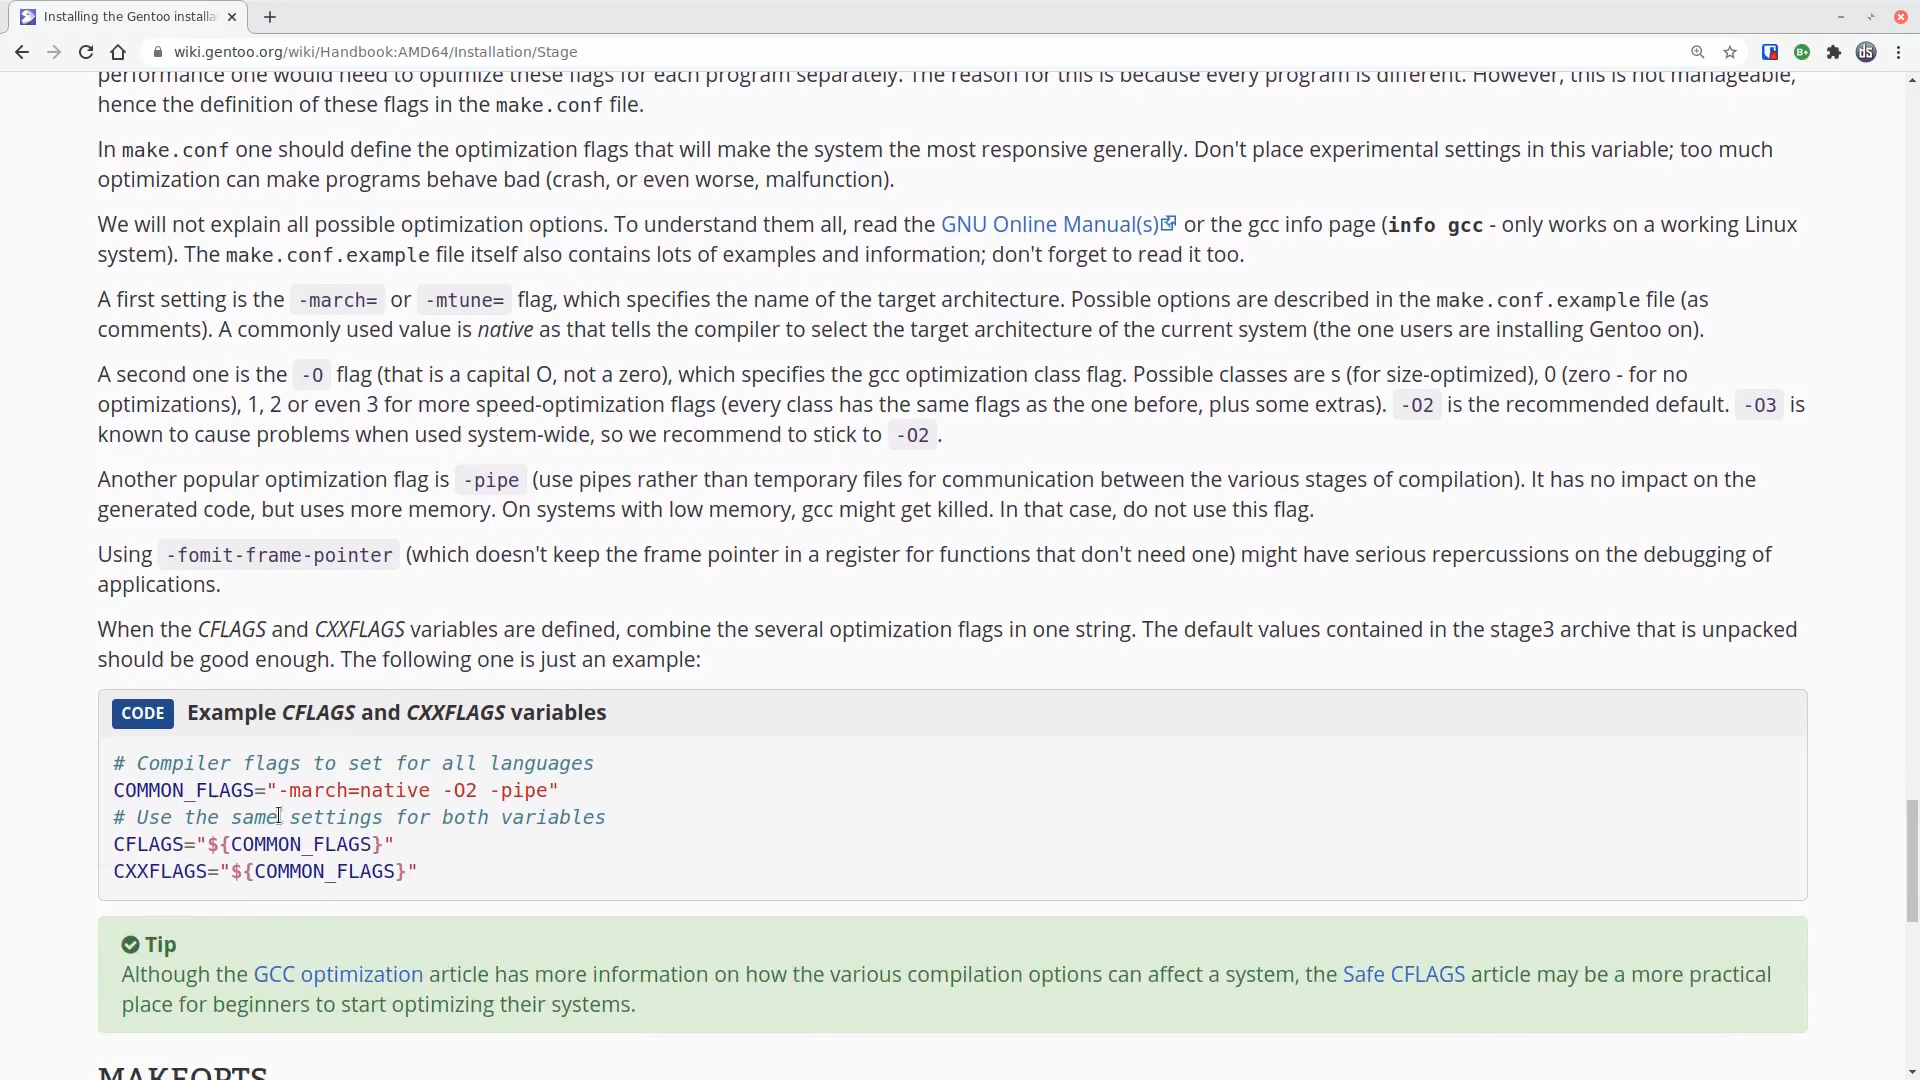 Installing the Gentoo installa
wiki.gentoo.org/wiki/Handbook:AMD64/Installation/Stage
performance one would need to optimize these flags for each program separately. The reason for this is because every program is different. However, this is not manageable,
hence the definition of these flags in the make.conf file.
In make.conf one should define the optimization flags that will make the system the most responsive generally. Don't place experimental settings in this variable; too much
optimization can make programs behave bad (crash, or even worse, malfunction).
We will not explain all possible optimization options. To understand them all, read the GNU Online Manual(s) or the gcc info page (info gcc - only works on a working Linux
system). The make.conf.example file itself also contains lots of examples and information; don't forget to read it too.
A first setting is the -march= or -mtune= flag, which specifies the name of the target architecture. Possible options are described in the make.conf.example file (as
comments). A commonly used value is native as that tells the compiler to select the target architecture of the current system (the one users are installing Gentoo on).
A second one is the -O flag (that is a capital O, not a zero), which specifies the gcc optimization class flag. Possible classes are s (for size-optimized), 0 (zero - for no
optimizations), 1, 2 or even 3 for more speed-optimization flags (every class has the same flags as the one before, plus some extras). -O2 is the recommended default. -O3 is
known to cause problems when used system-wide, so we recommend to stick to -O2.
Another popular optimization flag is -pipe (use pipes rather than temporary files for communication between the various stages of compilation). It has no impact on the
generated code, but uses more memory. On systems with low memory, gcc might get killed. In that case, do not use this flag.
Using -fomit-frame-pointer (which doesn't keep the frame pointer in a register for functions that don't need one) might have serious repercussions on the debugging of
applications.
When the CFLAGS and CXXFLAGS variables are defined, combine the several optimization flags in one string. The default values contained in the stage3 archive that is unpacked
should be good enough. The following one is just an example:
CODE Example CFLAGS and CXXFLAGS variables
# Compiler flags to set for all languages
COMMON_FLAGS="-march=native -O2 -pipe"
# Use the same settings for both variables
CFLAGS="${COMMON_FLAGS}"
CXXFLAGS="${COMMON_FLAGS}"
Tip
Although the GCC optimization article has more information on how the various compilation options can affect a system, the Safe CFLAGS article may be a more practical
place for beginners to start optimizing their systems.
MAKEOPTS